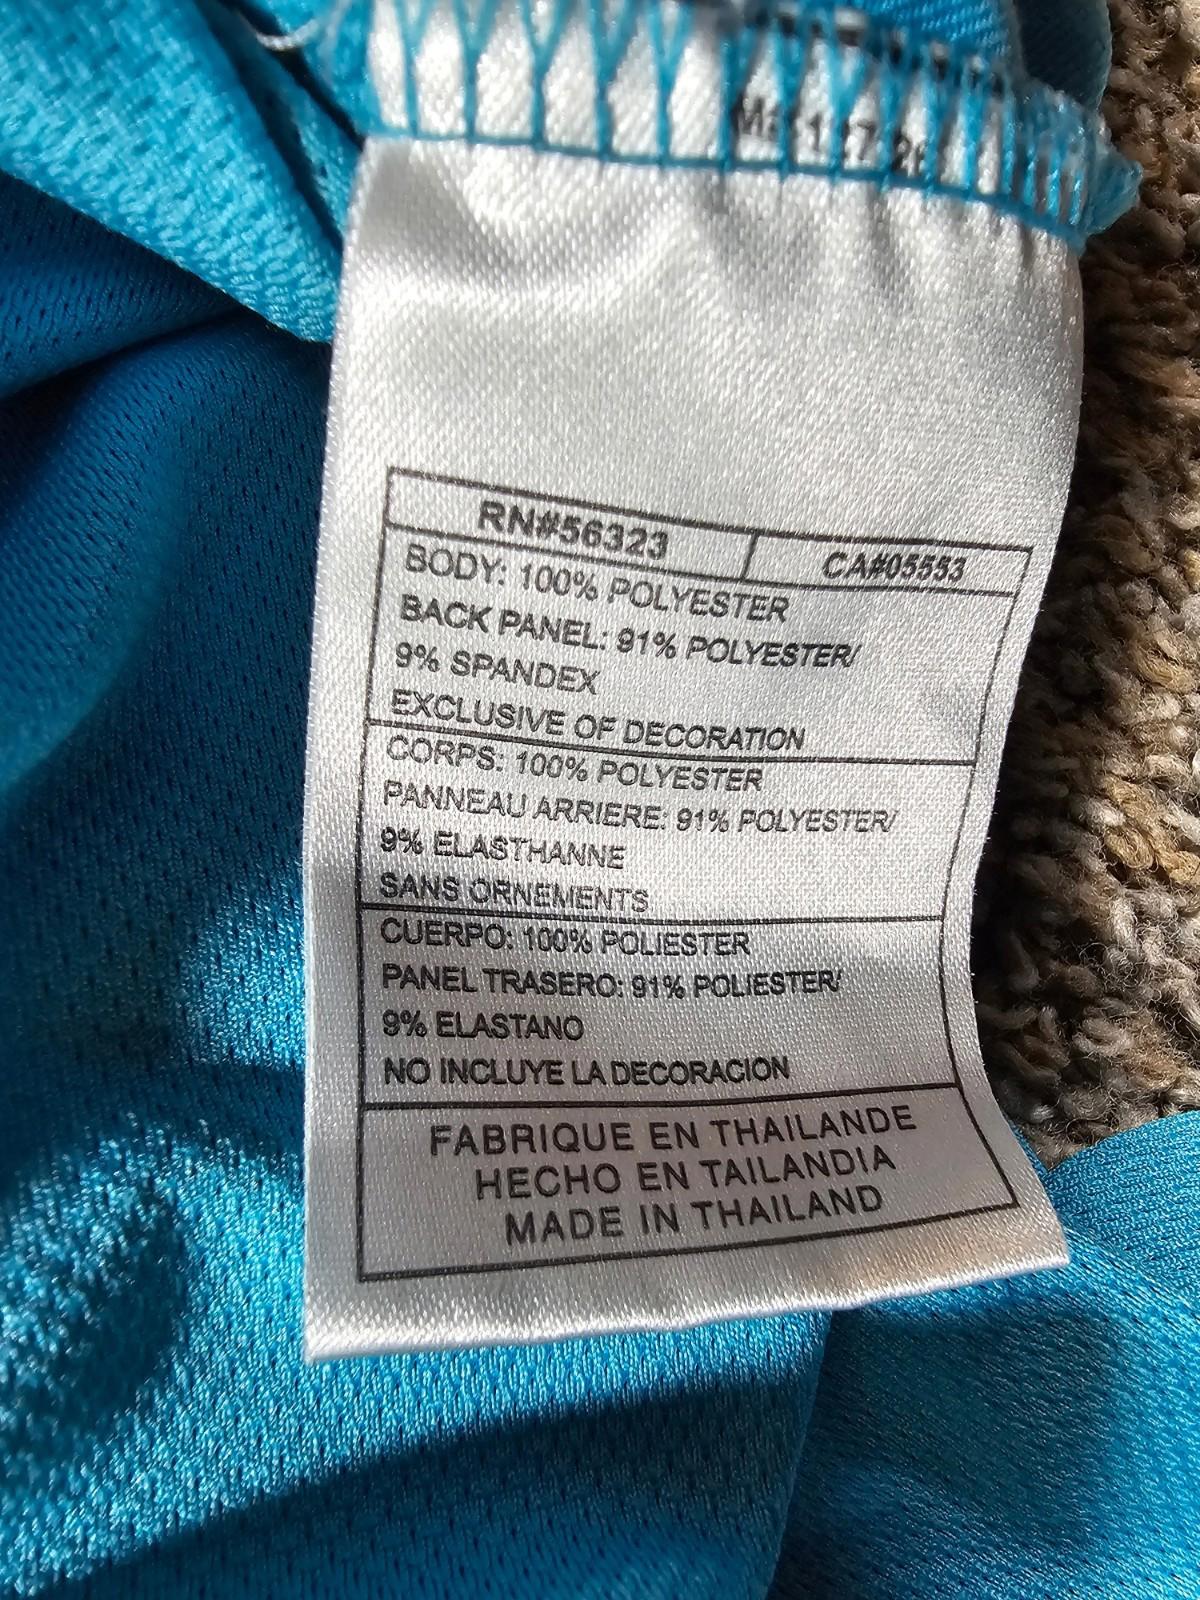 RN#56323
CA#05553
BODY: 100% POLYESTER
BACK PANEL: 91% POLYESTER/
9% SPANDEX
EXCLUSIVE OF DECORATION
CORPS: 100% POLYESTER
PANNEAU ARRIERE: 91% POLYESTER/
9% ELASTHANNE
SANS ORNEMENTS
CUERPO: 100% POLIESTER
PANEL TRASERO: 91% POLIESTER/
9% ELASTANO
NO INCLUYE LA DECORACION
FABRIQUE EN THAILANDE
HECHO EN TAILANDIA
MADE IN THAILAND